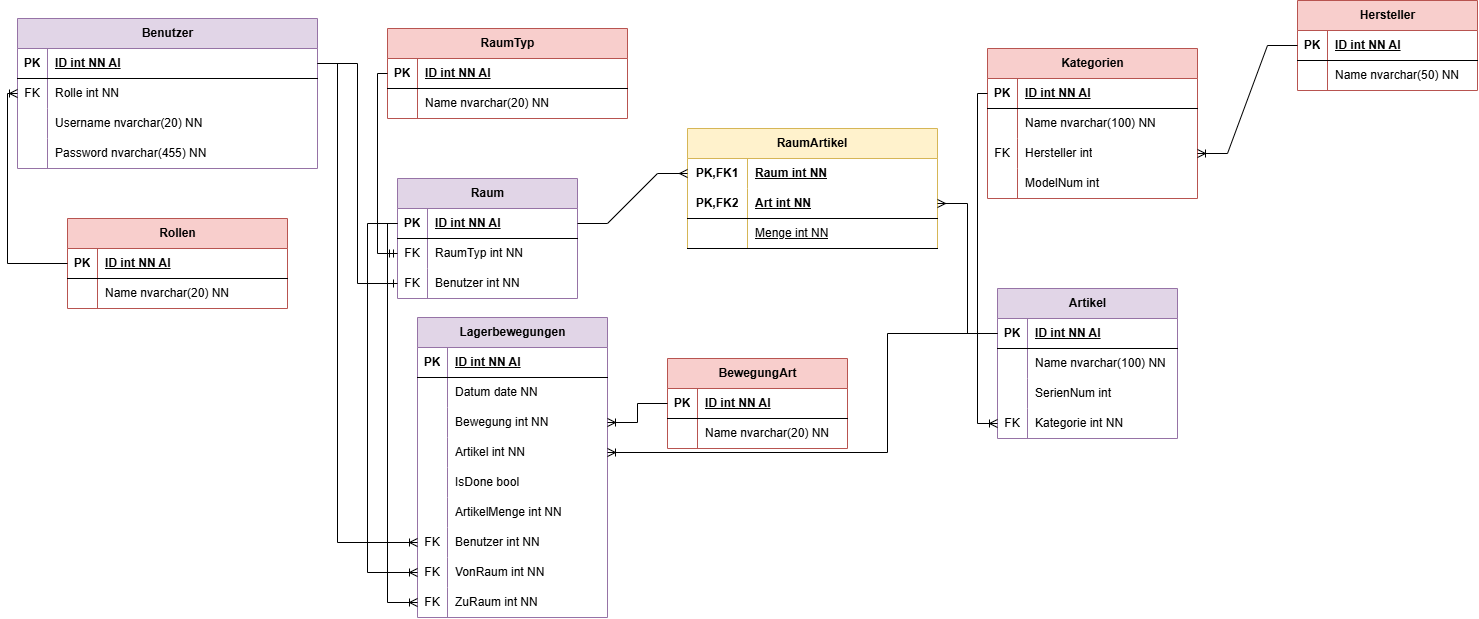 Benutzer
PK ID int NN AI
FK Rolle int NN
Username nvarchar(20) NN
Password nvarchar(455) NN
Rollen
PK ID int NN AI
Name nvarchar(20) NN
RaumTyp
PK ID int NN AI
Name nvarchar(20) NN
Raum
PK ID int NN AI
FK RaumTyp int NN
FK Benutzer int NN
Lagerbewegungen
PK ID int NN AI
Datum date NN
Bewegung int NN
Artikel int NN
IsDone bool
ArtikelMenge int NN
FK Benutzer int NN
FK VonRaum int NN
FK ZuRaum int NN
RaumArtikel
PK,FK1 Raum int NN
PK,FK2 Art int NN
Menge int NN
BewegungArt
PK ID int NN AI
Name nvarchar(20) NN
Kategorien
PK ID int NN AI
Name nvarchar(100) NN
FK Hersteller int
ModelNum int
Artikel
PK ID int NN AI
Name nvarchar(100) NN
SerienNum int
FK Kategorie int NN
Hersteller
PK ID int NN AI
Name nvarchar(50) NN